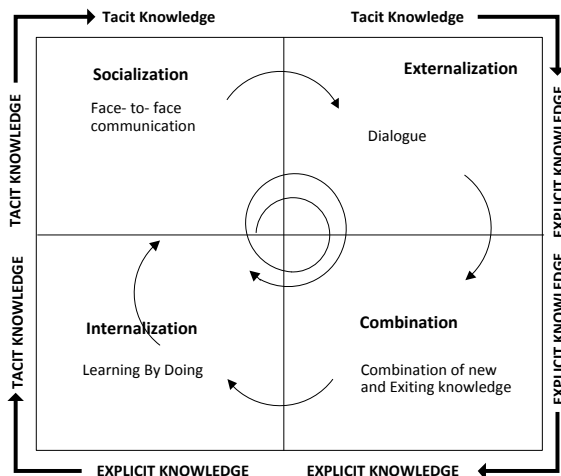 Tacit Knowledge
Tacit Knowledge
TACIT KNOWLEDGE
Socialization
Face- to- face
communication
Externalization
Dialogue
EXPLICIT KNOWLEDGE
TACIT KNOWLEDGE
Internalization
Learning By Doing
Combination
Combination of new
and Exiting knowledge
EXPLICIT KNOWLEDGE
EXPLICIT KNOWLEDGE
EXPLICIT KNOWLEDGE